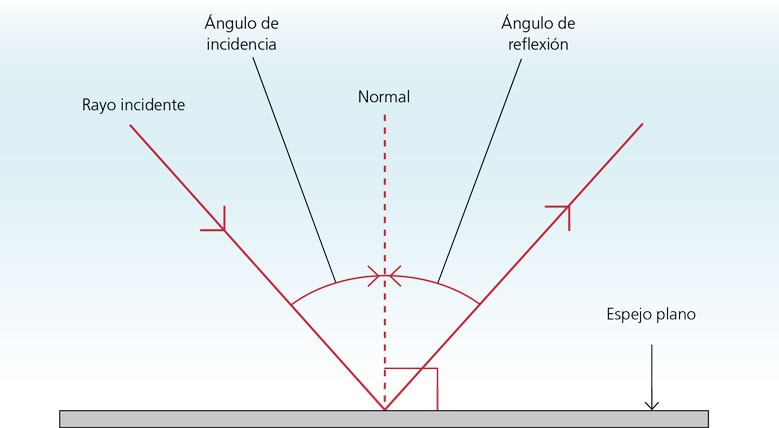 Ángulo de
incidencia
Ángulo de
reflexión
Rayo incidente
Normal
Espejo plano